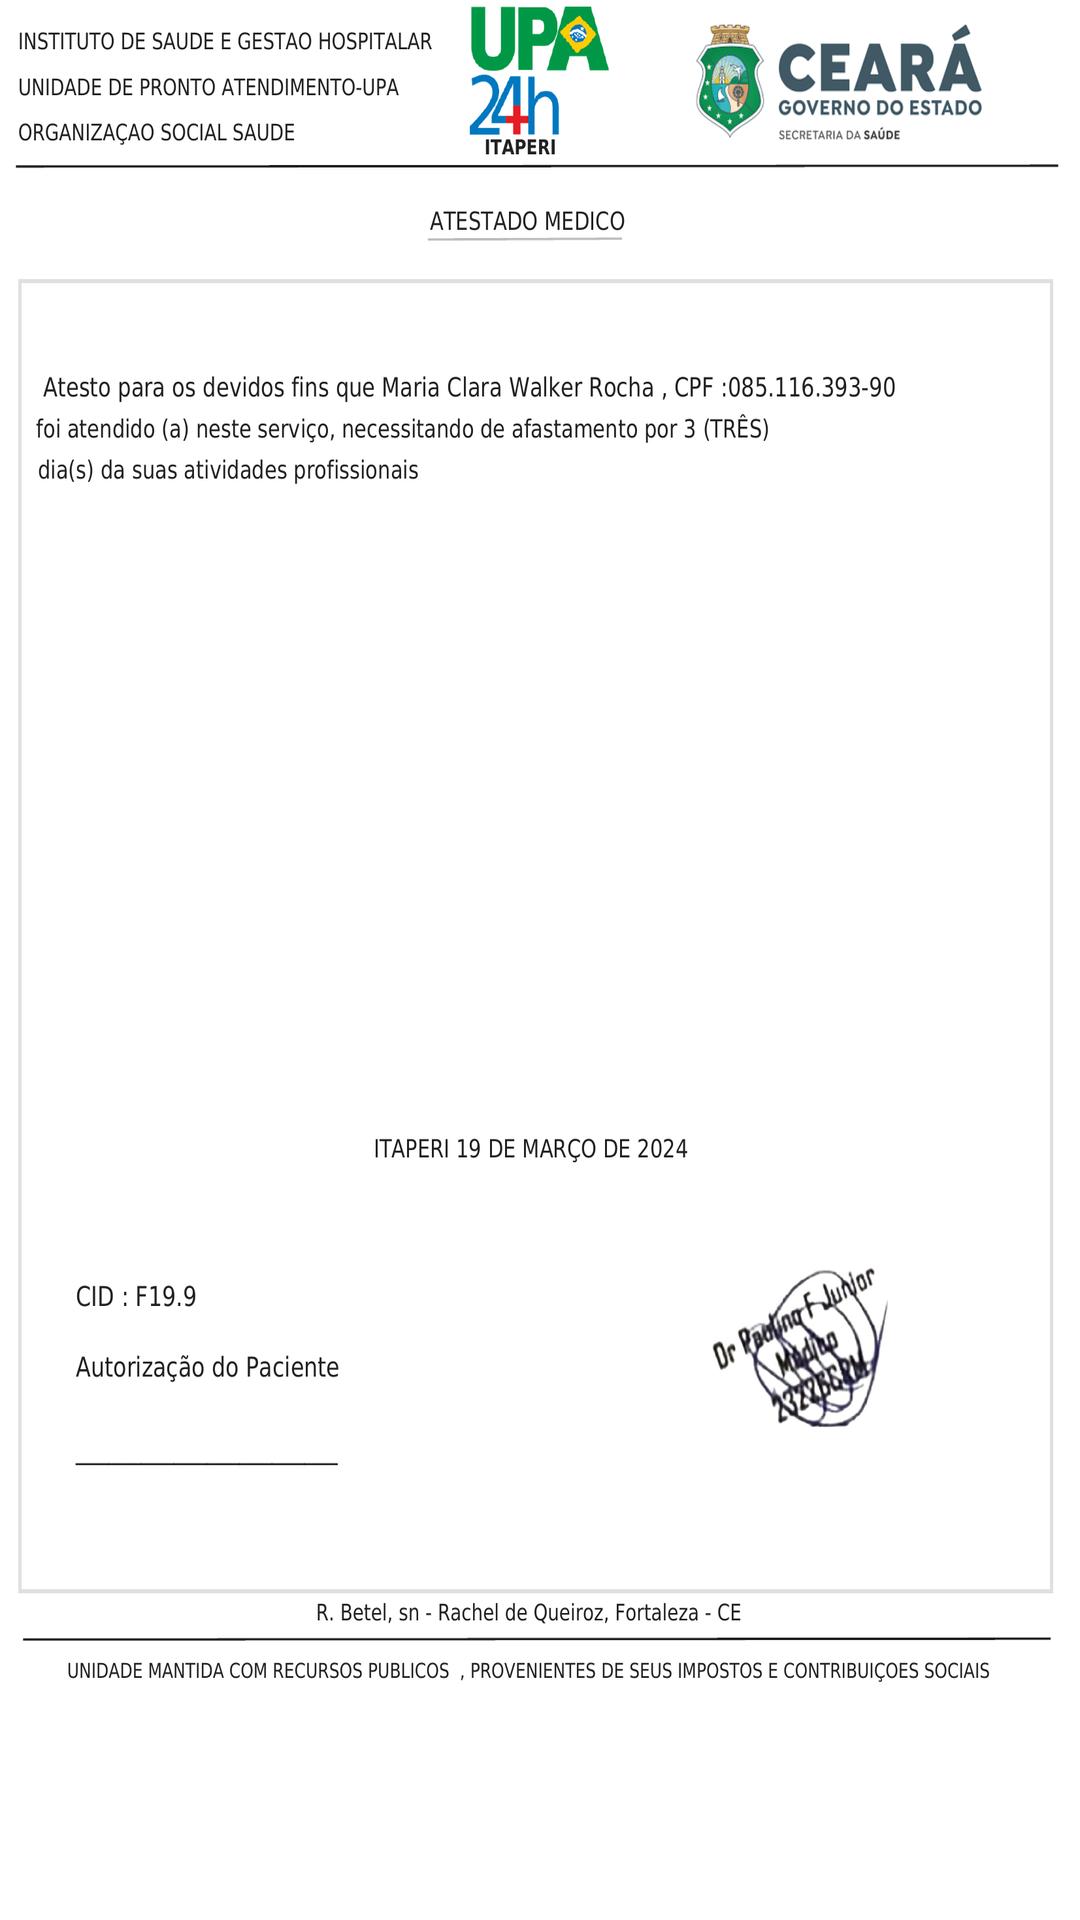 INSTITUTO DE SAUDE E GESTAO HOSPITALAR
UNIDADE DE PRONTO ATENDIMENTO-UPA
ORGANIZAÇAO SOCIAL SAUDE
UPA
24h
ITAPERI
CEARÁ
GOVERNO DO ESTADO
SECRETARIA DA SAÚDE
ATESTADO MEDICO
Atesto para os devidos fins que Maria Clara Walker Rocha , CPF :085.116.393-90
foi atendido (a) neste serviço, necessitando de afastamento por 3 (TRÊS)
dia(s) da suas atividades profissionais
ITAPERI 19 DE MARÇO DE 2024
CID : F19.9
Autorização do Paciente
Dr Paulino F Junior
Médico
R. Betel, sn - Rachel de Queiroz, Fortaleza - CE
UNIDADE MANTIDA COM RECURSOS PUBLICOS , PROVENIENTES DE SEUS IMPOSTOS E CONTRIBUIÇOES SOCIAIS